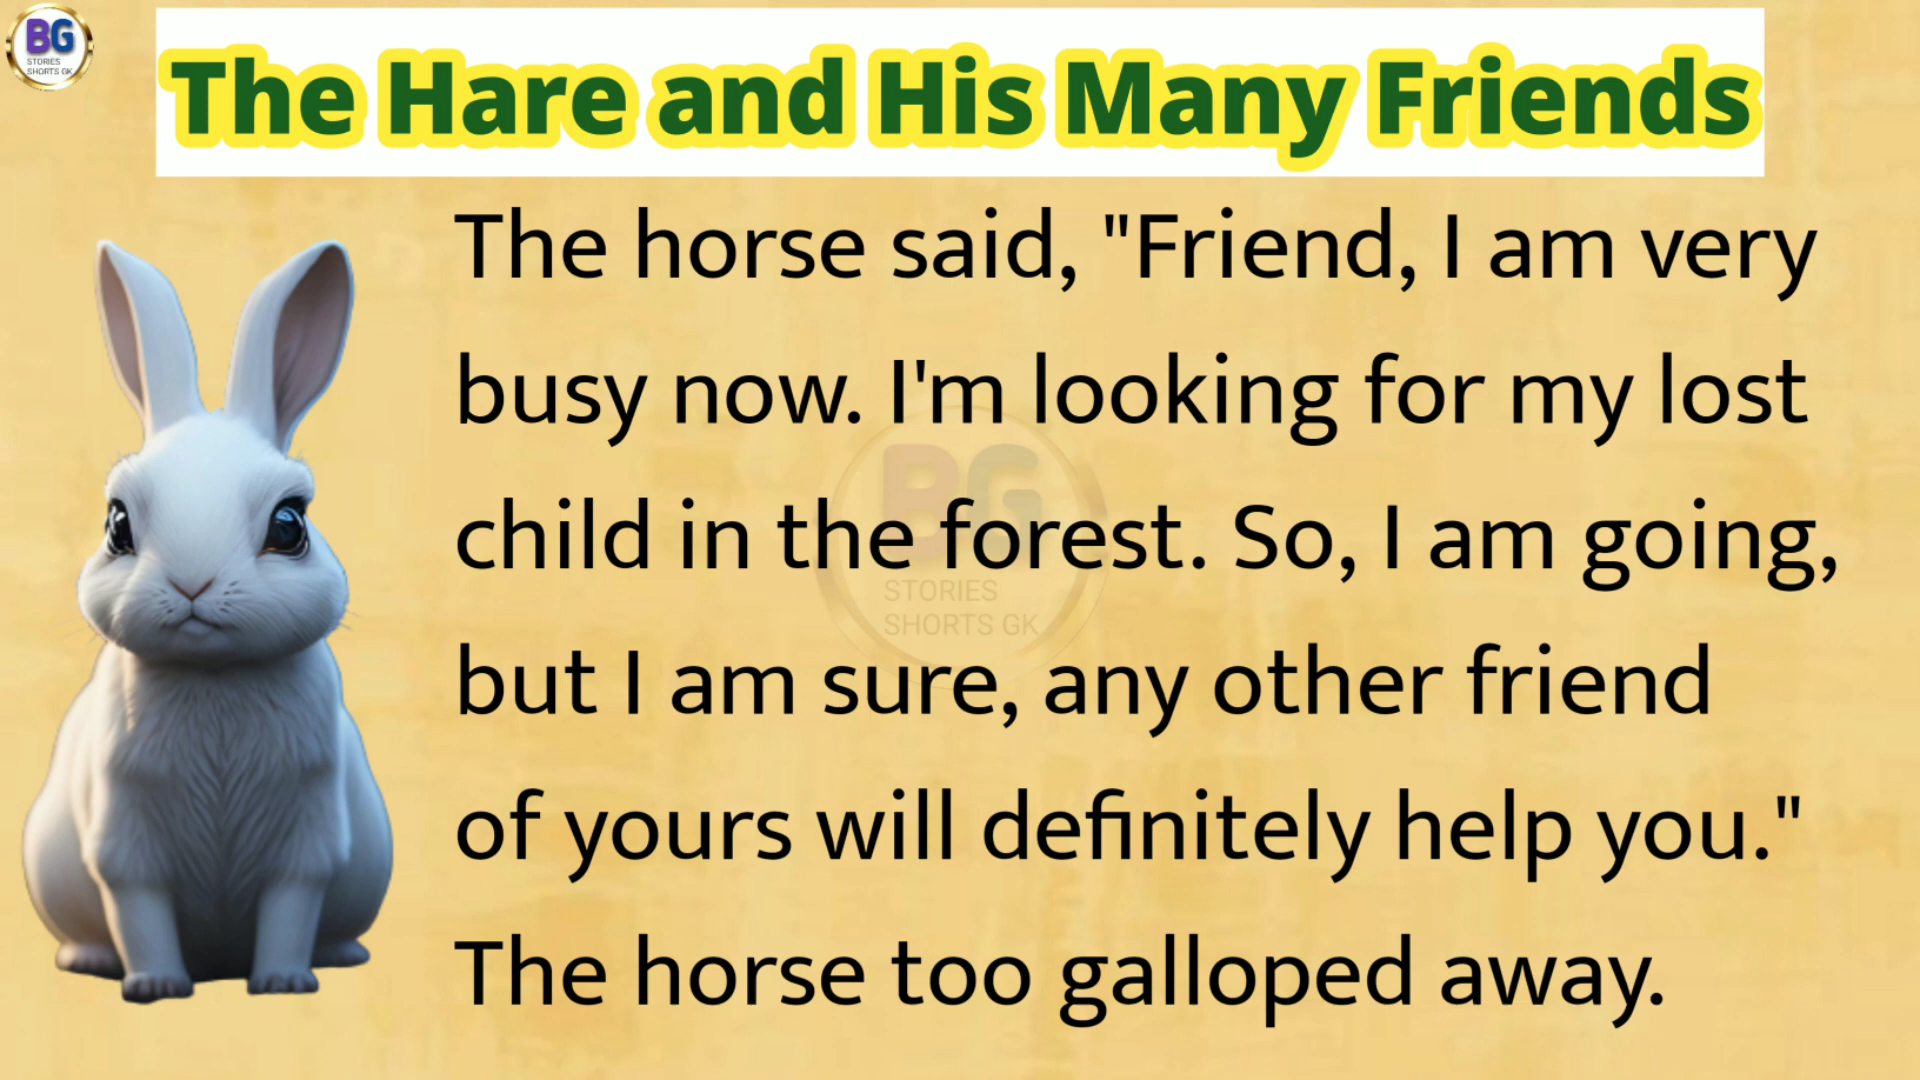 BG
STORIES
SHORTS GK
The Hare and His Many Friends
The horse said, "Friend, I am very
busy now. I'm looking for my lost
child in the forest. So, I am going,
but I am sure, any other friend
of yours will definitely help you."
The horse too galloped away.
BG
STORIES
SHORTS GK